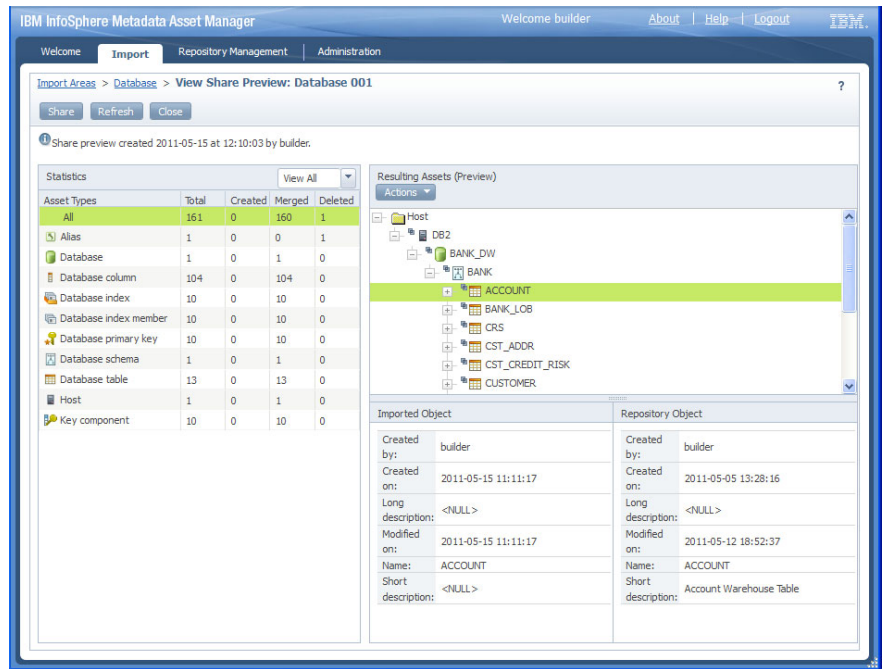 IBM InfoSphere Metadata Asset Manager Welcome builder About | Help | Logout IBM.
Welcome Import Repository Management Administration
Import Areas > Database > View Share Preview: Database 001 ?
Share Refresh Close
Share preview created 2011-05-15 at 12:10:03 by builder.
Statistics View All
Asset Types Total Created Merged Deleted
All 161 0 160 1
Alias 1 0 0 1
Database 1 0 1 0
Database column 104 0 104 0
Database index 10 0 10 0
Database index member 10 0 10 0
Database primary key 10 0 10 0
Database schema 1 0 1 0
Database table 13 0 13 0
Host 1 0 1 0
Key component 10 0 10 0
Resulting Assets (Preview)
Actions
Host
DB2
BANK_DW
BANK
ACCOUNT
BANK_LOB
CRS
CST_ADDR
CST_CREDIT_RISK
CUSTOMER
Imported Object
Created
by: builder
Created
on: 2011-05-15 11:11:17
Long
description: <NULL>
Modified
on: 2011-05-15 11:11:17
Name: ACCOUNT
Short
description: <NULL>
Repository Object
Created
by: builder
Created
on: 2011-05-05 13:28:16
Long
description: <NULL>
Modified
on: 2011-05-12 18:52:37
Name: ACCOUNT
Short
description: Account Warehouse Table